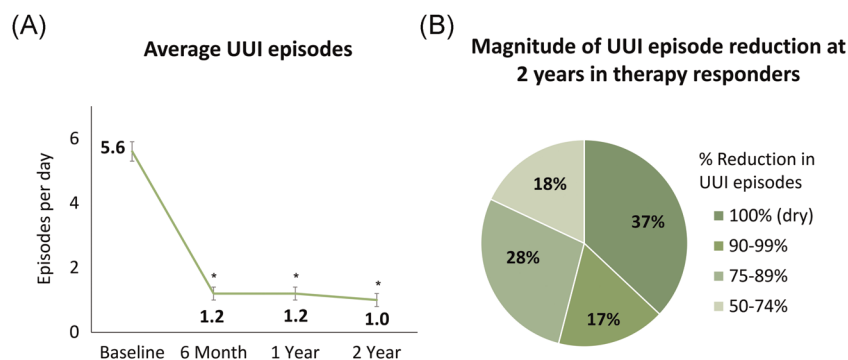 (A)
Average UUI episodes
Episodes per day
6
4
2
0
5.6
*
*
*
1.2
1.2
1.0
Baseline
6 Month
1 Year
2 Year
(B)
Magnitude of UUI episode reduction at
2 years in therapy responders
18%
37%
28%
17%
% Reduction in
UUI episodes
100% (dry)
90-99%
75-89%
50-74%